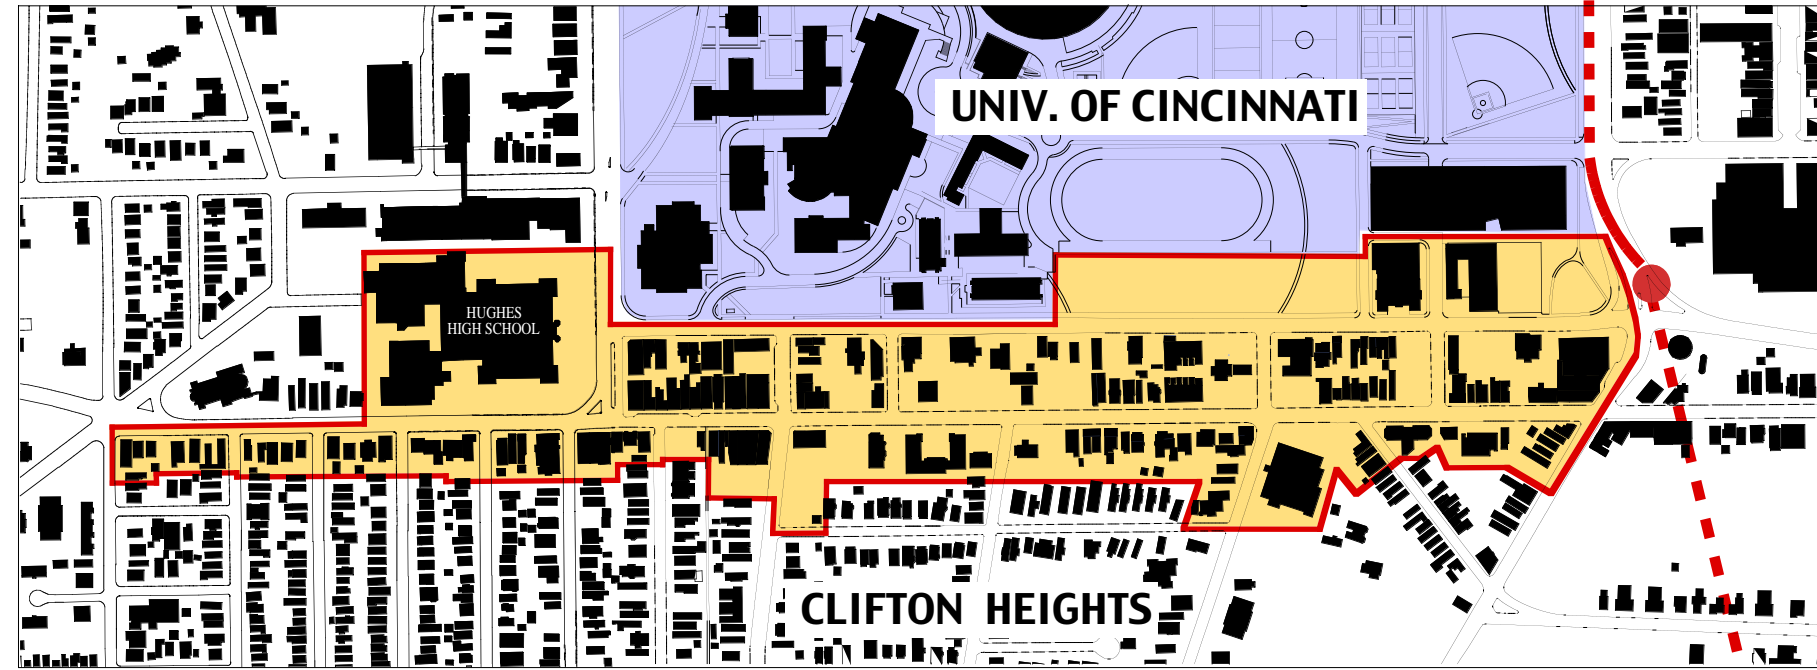 UNIV. OF CINCINNATI
HUGHES
HIGH SCHOOL
CLIFTON HEIGHTS